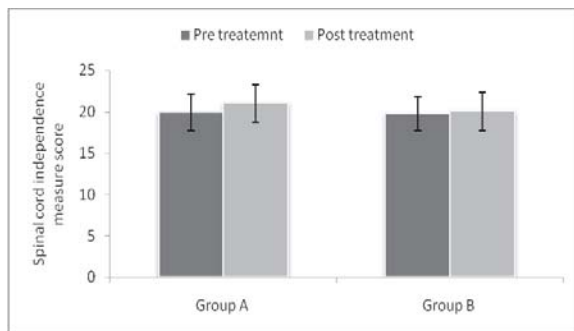 Pre treatemnt Post treatment
Spinal cord independence
measure score
25
20
15
10
5
0
Group A Group B